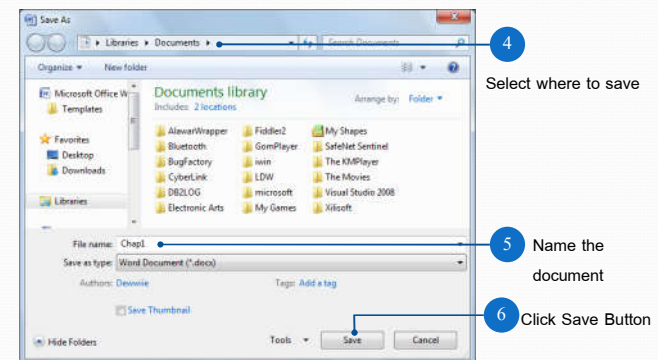 Save As
Libraries Documents
Search Documents
4
Select where to save
Organize New folder
Microsoft Office W
Templates
Favorites
Desktop
Downloads
Libraries
Documents library
Includes: 2 locations
Arrange by: Folder
AlawarWrapper Fiddler2 My Shapes
Bluetooth GomPlayer SafeNet Sentinel
BugFactory iwin The KMPlayer
CyberLink LDW The Movies
DB2LOG microsoft Visual Studio 2008
Electronic Arts My Games Xilisoft
File name: Chap1
5
Name the
document
Save as type: Word Document (*.docx)
Authors: Dewwiie Tags: Add a tag
Save Thumbnail
6
Click Save Button
Hide Folders Tools Save Cancel